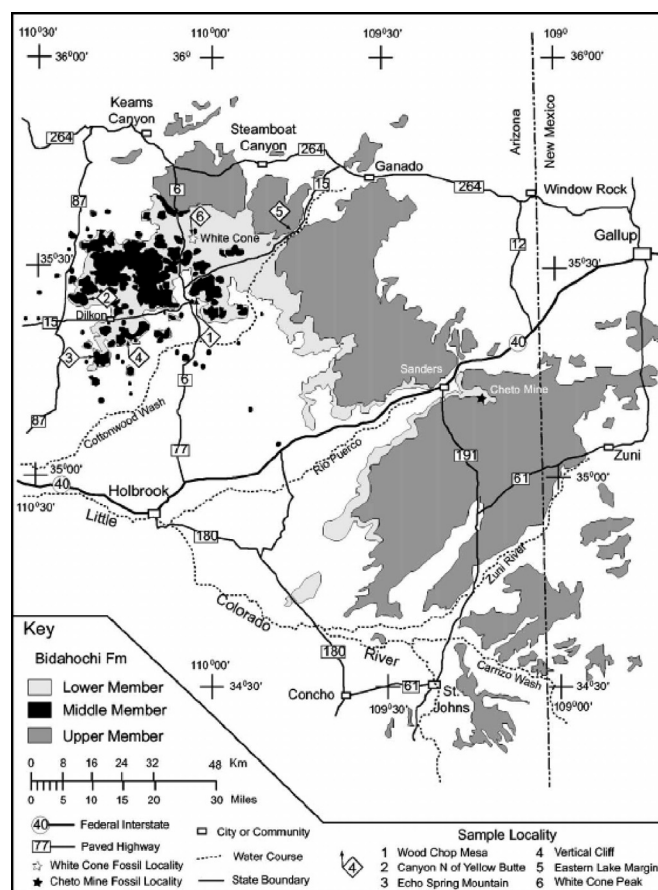 110°30'
110°00'
109°30'
109°
36°00'
36°
36°00'
Kearns
Canyon
Steamboat
Canyon
Arizona
New Mexico
264
264
Ganado
87
6
15
264
Window Rock
5
6
White Cone
12
Gallup
35°30'
35°30'
2
Dilkon
15
1
40
3
4
Sanders
Cheto Mine
6
87
Cottonwood Wash
77
Rio Puerco
191
Zuni
35°00'
61
35°00'
40
Holbrook
110°30'
Little
180
Zuni River
Colorado
River
Carrizo Wash
110°00'
34°30'
180
34°30'
Concho
61
St.
Johns
109°30'
109°00'
Key
Bidahochi Fm
Lower Member
Middle Member
Upper Member
0 8 16 24 32 48 Km
0 5 10 15 20 30 Miles
40 Federal Interstate
77 Paved Highway
White Cone Fossil Locality
Cheto Mine Fossil Locality
City or Community
Water Course
State Boundary
4
Sample Locality
1 Wood Chop Mesa
2 Canyon N of Yellow Butte
3 Echo Spring Mountain
4 Vertical Cliff
5 Eastern Lake Margin
6 White Cone Peak